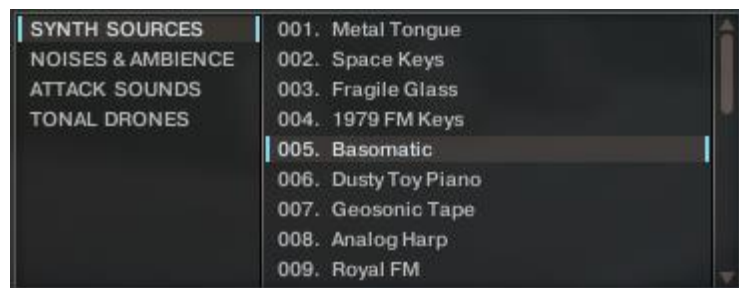 SYNTH SOURCES
NOISES & AMBIENCE
ATTACK SOUNDS
TONAL DRONES
001. Metal Tongue
002. Space Keys
003. Fragile Glass
004. 1979 FM Keys
005. Basomatic
006. Dusty Toy Piano
007. Geosonic Tape
008. Analog Harp
009. Royal FM